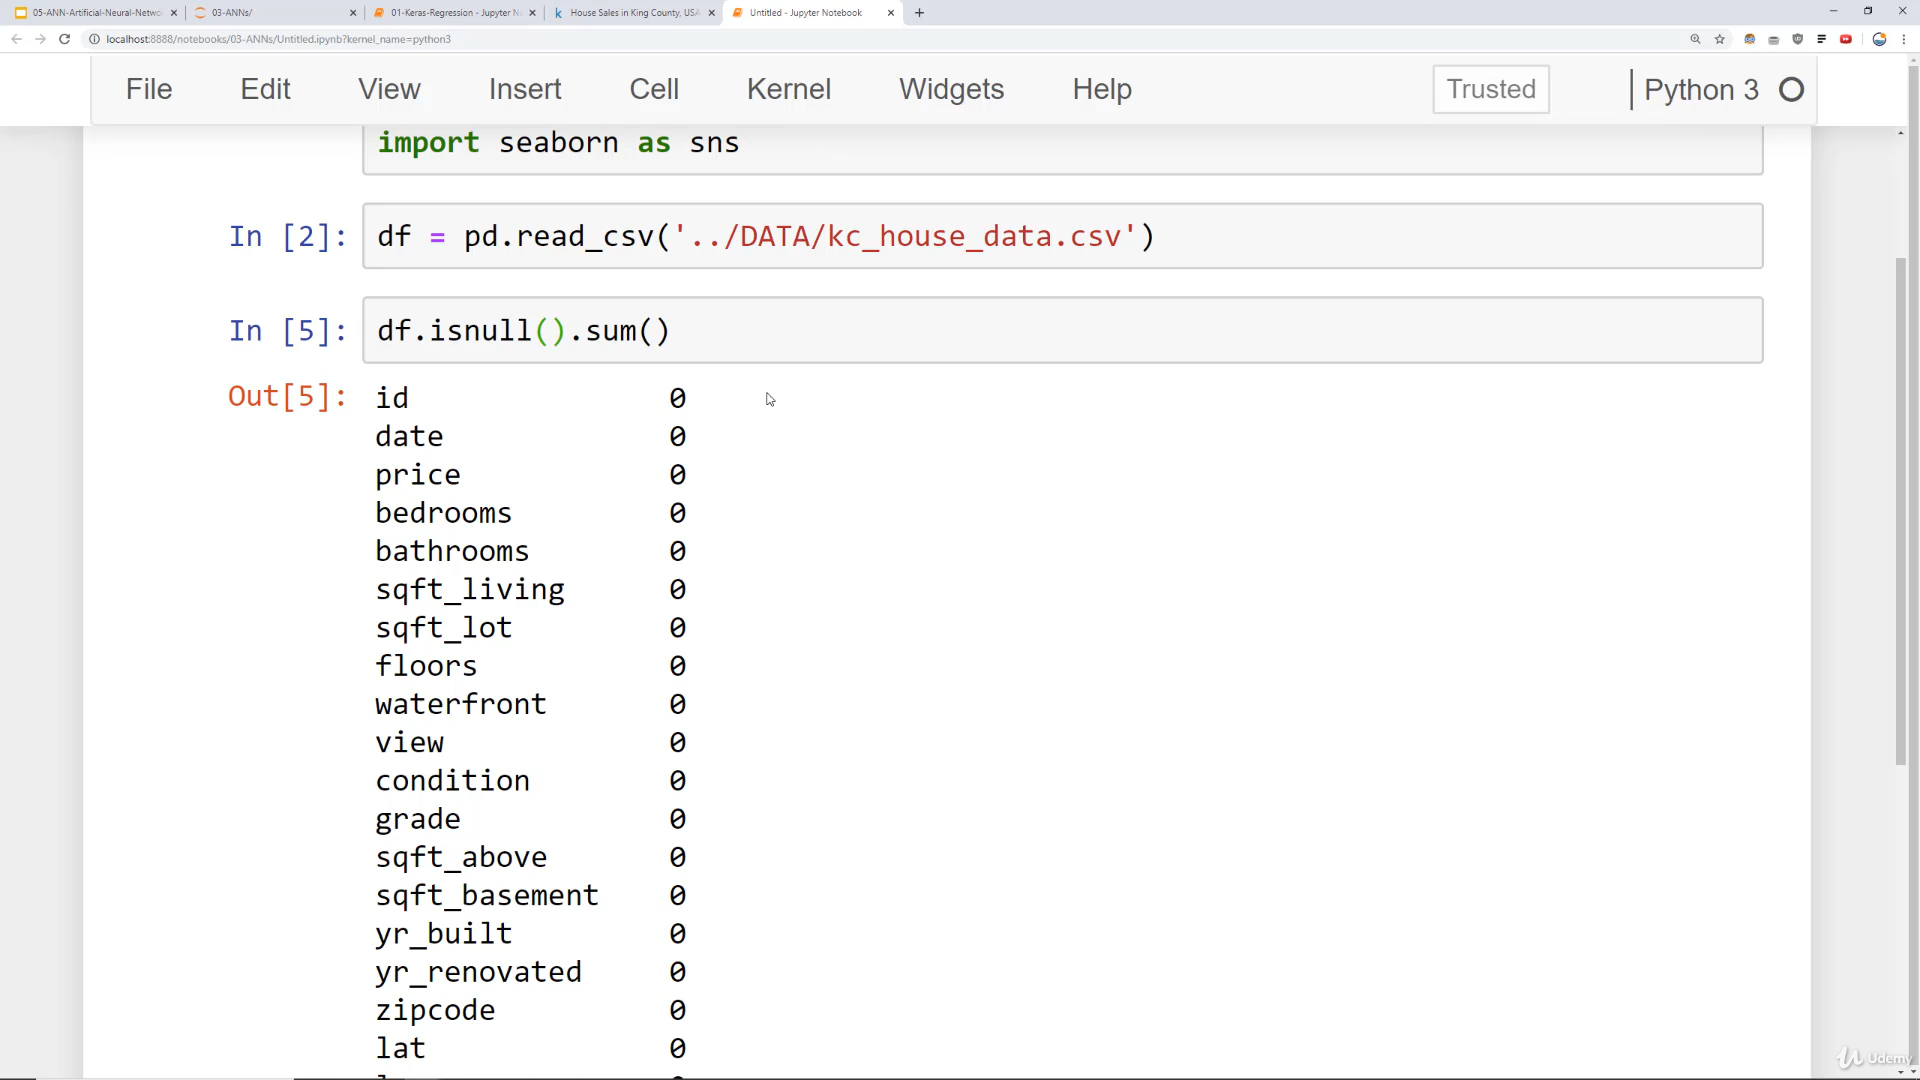 05-ANN-Artificial-Neural-Netwo
03-ANNs/
01-Keras-Regression - Jupyter N
House Sales in King County, USA
Untitled - Jupyter Notebook
localhost:8888/notebooks/03-ANNs/Untitled.ipynb?kernel_name=python3
File Edit View Insert Cell Kernel Widgets Help Trusted Python 3
import seaborn as sns
In [2]: df = pd.read_csv('../DATA/kc_house_data.csv')
In [5]: df.isnull().sum()
Out[5]: id 0
date 0
price 0
bedrooms 0
bathrooms 0
sqft_living 0
sqft_lot 0
floors 0
waterfront 0
view 0
condition 0
grade 0
sqft_above 0
sqft_basement 0
yr_built 0
yr_renovated 0
zipcode 0
lat 0
Udemy